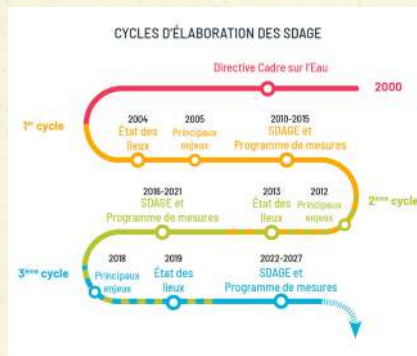 CYCLES D'ÉLABORATION DES SDAGE
Directive Cadre sur l'Eau
2000
1er cycle
2004
État des
lieux
2005
Principaux
enjeux
2010-2015
SDAGE et
Programme de mesures
2ème cycle
2012
Principaux
enjeux
2013
État des
lieux
2016-2021
SDAGE et
Programme de mesures
3ème cycle
2018
Principaux
enjeux
2019
État des
lieux
2022-2027
SDAGE et
Programme de mesures